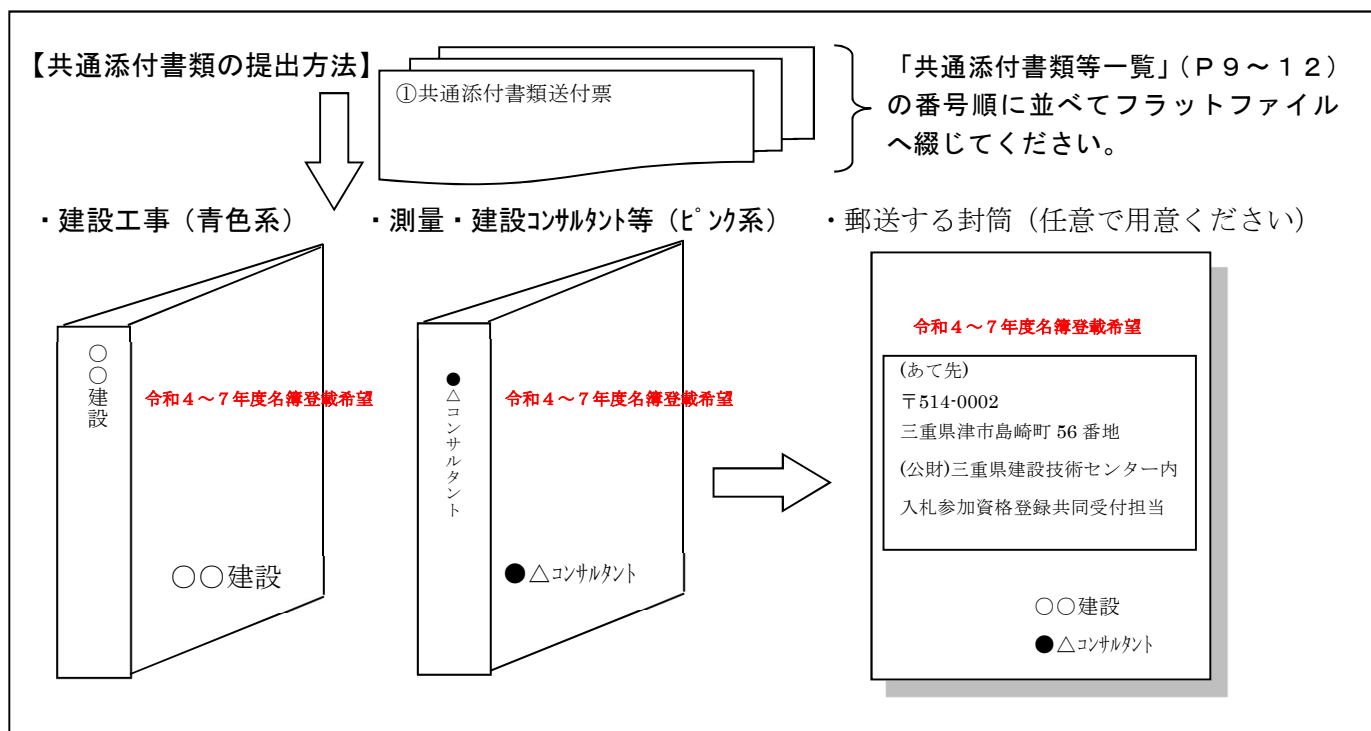 【共通添付書類の提出方法】
①共通添付書類送付票
「共通添付書類等一覧」（Ｐ９～１２）
の番号順に並べてフラットファイル
へ綴じてください。
・建設工事（青色系）
・測量・建設ｺﾝｻﾙﾀﾝﾄ等（ﾋﾟﾝｸ系）
・郵送する封筒（任意で用意ください）
〇〇建設
令和４～７年度名簿登載希望
〇〇建設
●△コンサルタント
令和４～７年度名簿登載希望
●△ｺﾝｻﾙﾀﾝﾄ
令和４～７年度名簿登載希望
(あて先)
〒514-0002
三重県津市島崎町 56 番地
(公財)三重県建設技術センター内
入札参加資格登録共同受付担当
〇〇建設
●△ｺﾝｻﾙﾀﾝﾄ